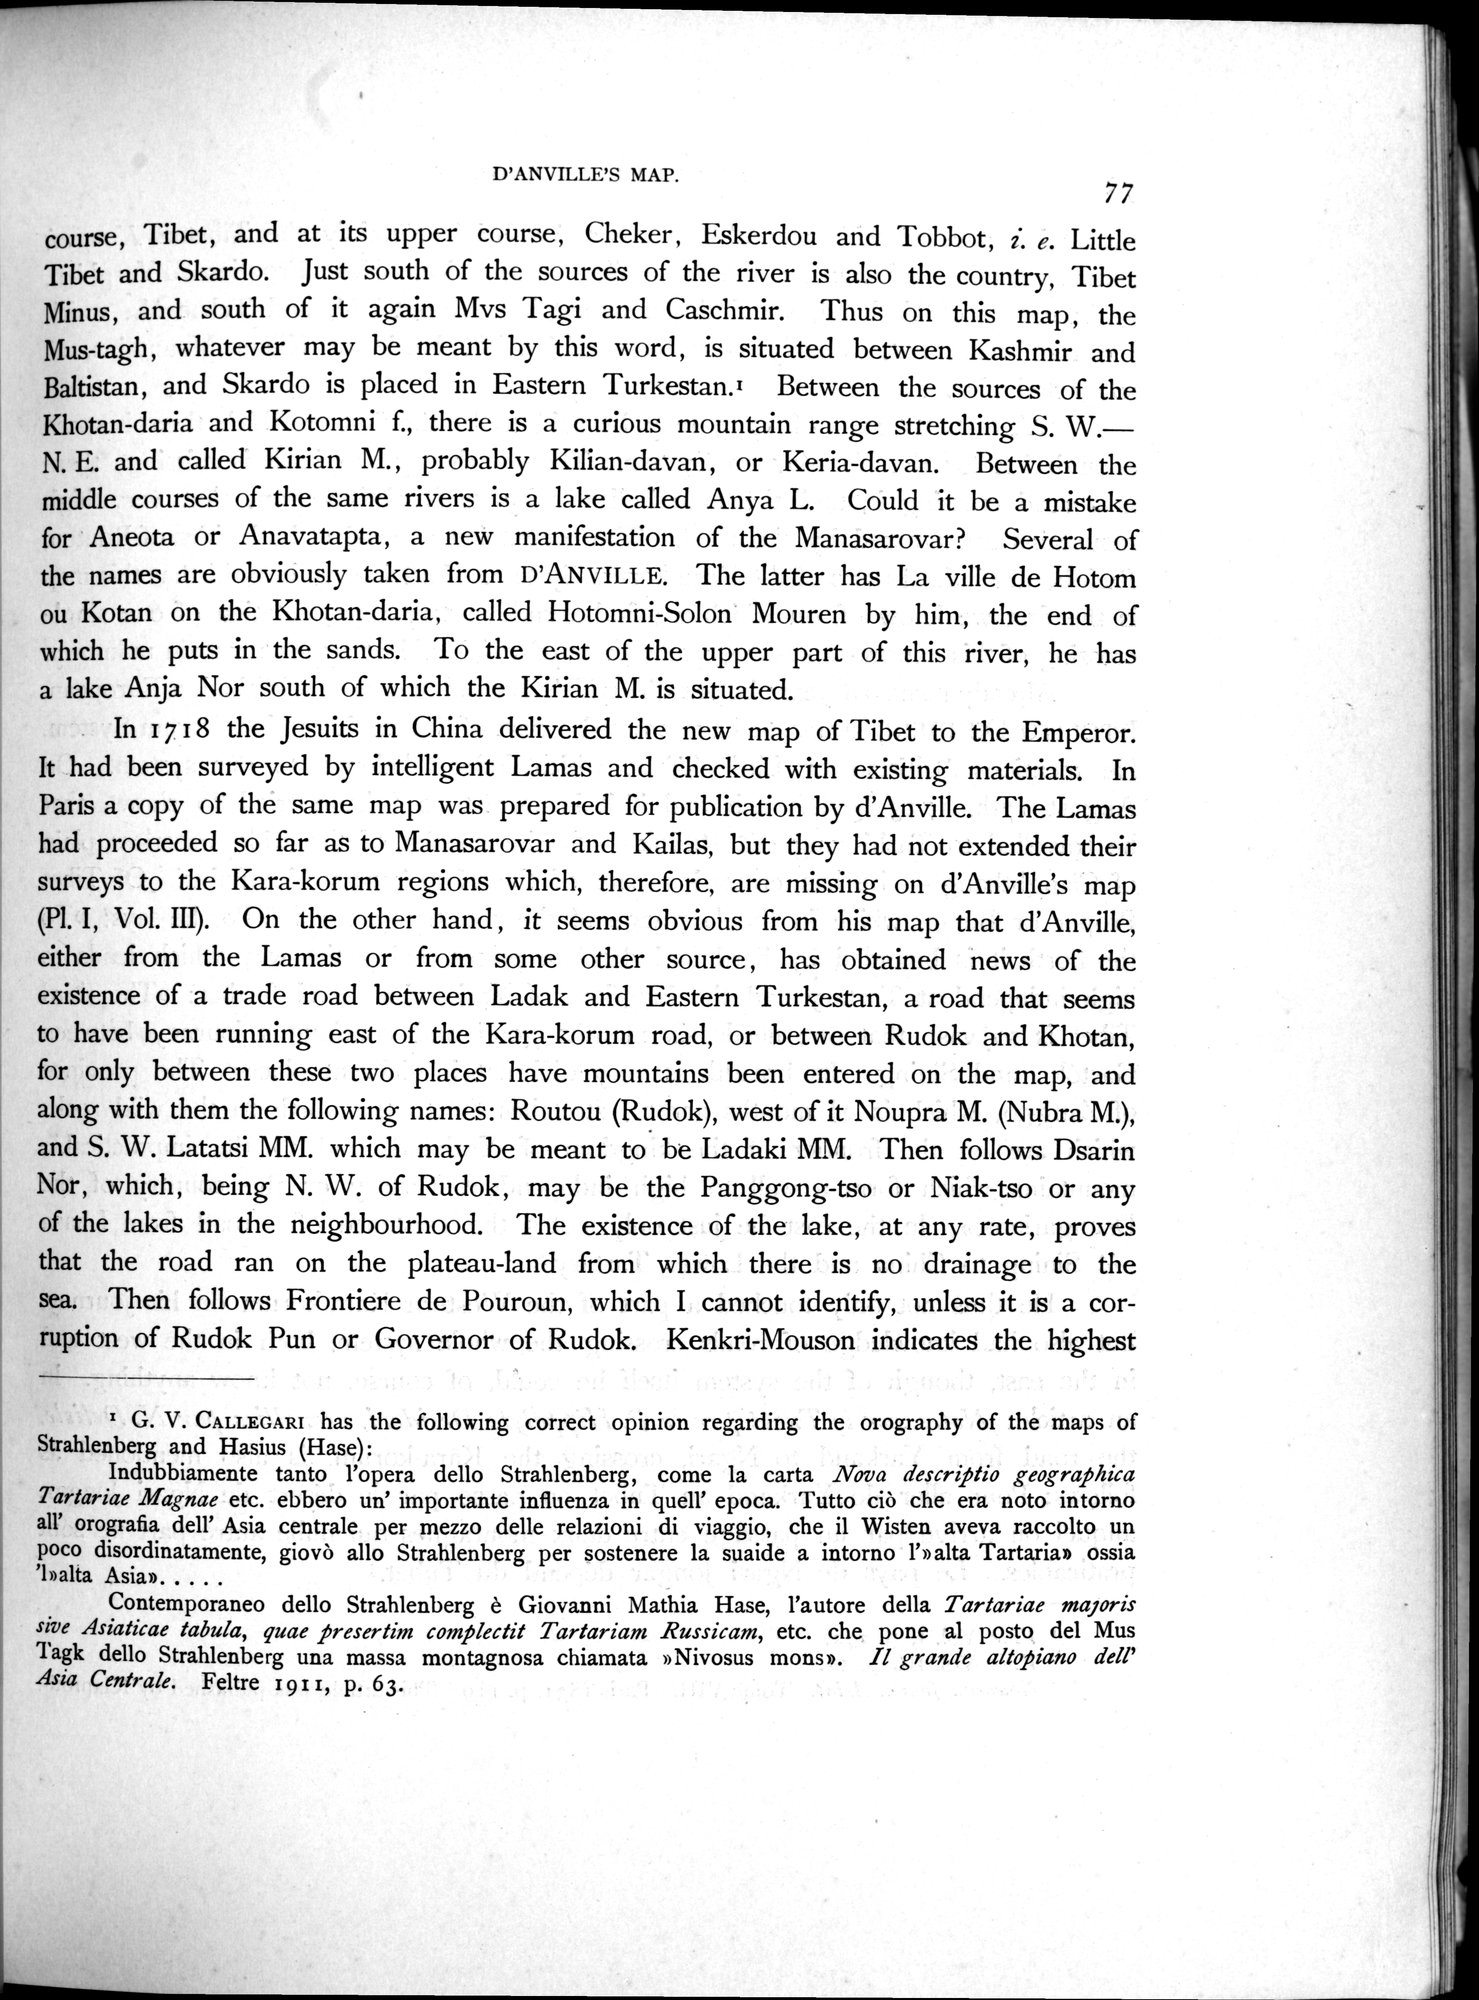 D'ANVILLE'S MAP.
77
course, Tibet, and at its upper course, Cheker, Eskerdou and Tobbot, i. e. Little
Tibet and Skardo. Just south of the sources of the river is also the country, Tibet
Minus, and south of it again Mvs Tagi and Caschmir. Thus on this map, the
Mus-tagh, whatever may be meant by this word, is situated between Kashmir and
Baltistan, and Skardo is placed in Eastern Turkestan.¹ Between the sources of the
Khotan-daria and Kotomni f., there is a curious mountain range stretching S. W.—
N. E. and called Kirian M., probably Kilian-davan, or Keria-davan. Between the
middle courses of the same rivers is a lake called Anya L. Could it be a mistake
for Aneota or Anavatapta, a new manifestation of the Manasarovar? Several of
the names are obviously taken from D'ANVILLE. The latter has La ville de Hotom
ou Kotan on the Khotan-daria, called Hotomni-Solon Mouren by him, the end of
which he puts in the sands. To the east of the upper part of this river, he has
a lake Anja Nor south of which the Kirian M. is situated.
In 1718 the Jesuits in China delivered the new map of Tibet to the Emperor.
It had been surveyed by intelligent Lamas and checked with existing materials. In
Paris a copy of the same map was prepared for publication by d'Anville. The Lamas
had proceeded so far as to Manasarovar and Kailas, but they had not extended their
surveys to the Kara-korum regions which, therefore, are missing on d'Anville's map
(Pl. I, Vol. III). On the other hand, it seems obvious from his map that d'Anville,
either from the Lamas or from some other source, has obtained news of the
existence of a trade road between Ladak and Eastern Turkestan, a road that seems
to have been running east of the Kara-korum road, or between Rudok and Khotan,
for only between these two places have mountains been entered on the map, and
along with them the following names: Routou (Rudok), west of it Noupra M. (Nubra M.),
and S. W. Latatsi MM. which may be meant to be Ladaki MM. Then follows Dsarin
Nor, which, being N. W. of Rudok, may be the Panggong-tso or Niak-tso or any
of the lakes in the neighbourhood. The existence of the lake, at any rate, proves
that the road ran on the plateau-land from which there is no drainage to the
sea. Then follows Frontiere de Pouroun, which I cannot identify, unless it is a cor-
ruption of Rudok Pun or Governor of Rudok. Kenkri-Mouson indicates the highest
¹ G. V. CALLEGARI has the following correct opinion regarding the orography of the maps of
Strahlenberg and Hasius (Hase):
Indubbiamente tanto l'opera dello Strahlenberg, come la carta Nova descriptio geographica
Tartariae Magnae etc. ebbero un' importante influenza in quell' epoca. Tutto ciò che era noto intorno
all' orografia dell' Asia centrale per mezzo delle relazioni di viaggio, che il Wisten aveva raccolto un
poco disordinatamente, giovò allo Strahlenberg per sostenere la suaide a intorno l'»alta Tartaria» ossia
'l»alta Asia». . . . .
Contemporaneo dello Strahlenberg è Giovanni Mathia Hase, l'autore della Tartariae majoris
sive Asiaticae tabula, quae presertim complectit Tartariam Russicam, etc. che pone al posto del Mus
Tagk dello Strahlenberg una massa montagnosa chiamata »Nivosus mons». Il grande altopiano dell'
Asia Centrale. Feltre 1911, p. 63.